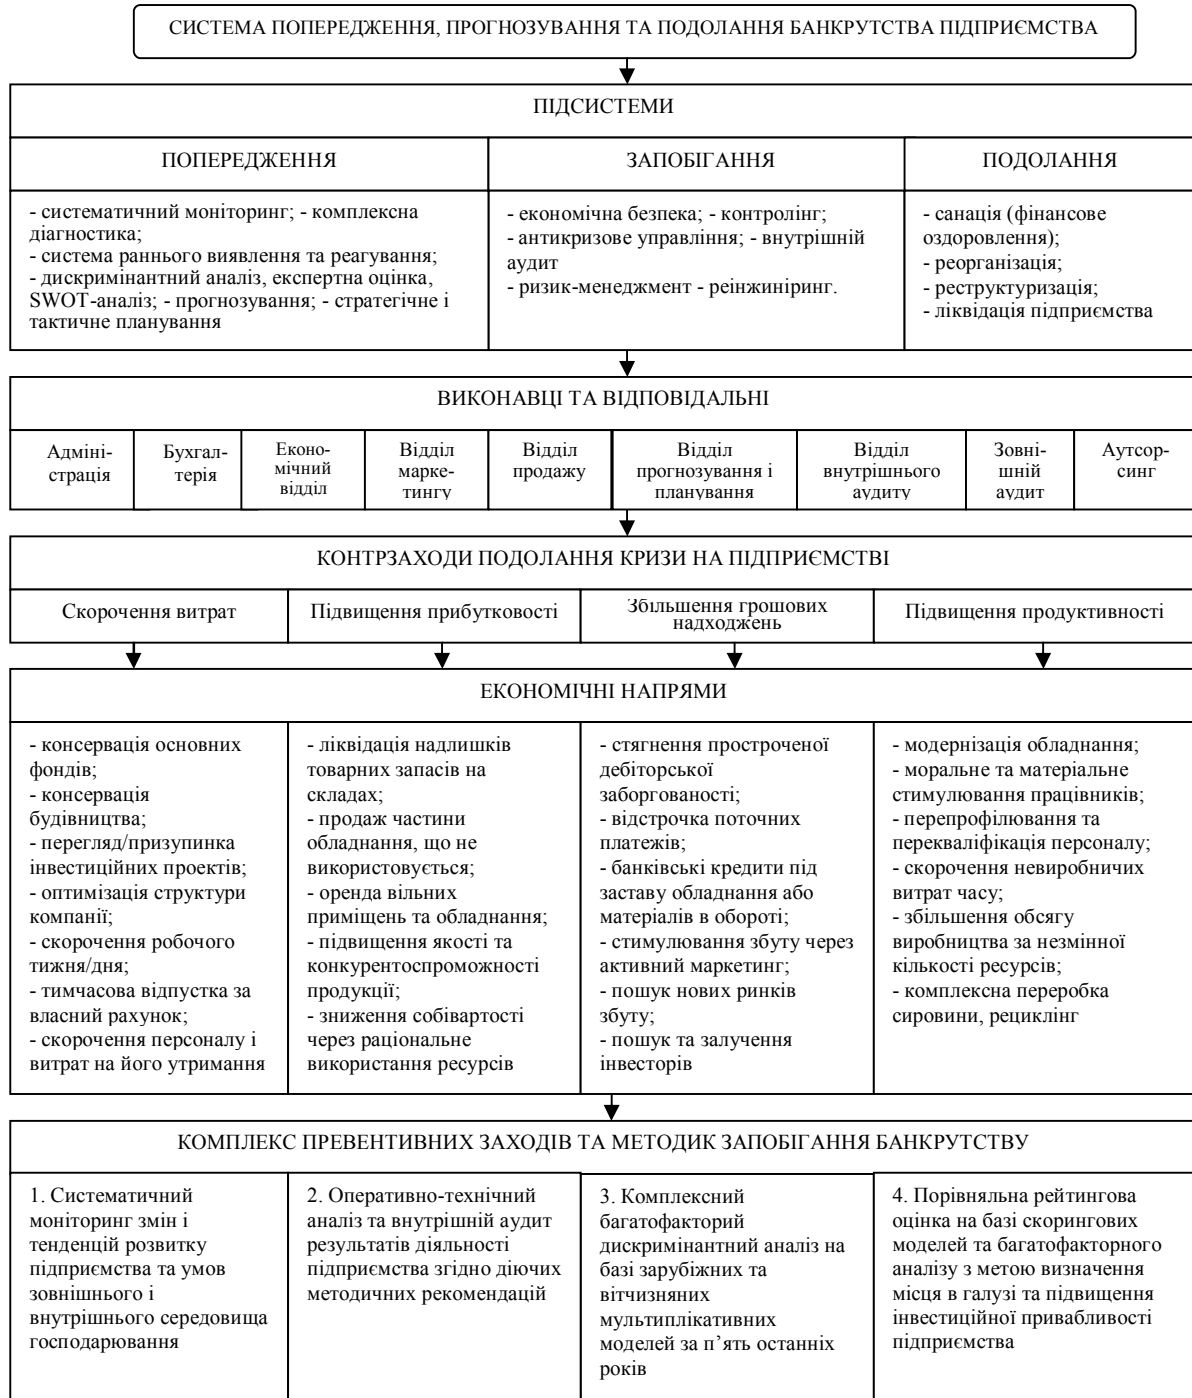 СИСТЕМА ПОПЕРЕДЖЕННЯ, ПРОГНОЗУВАННЯ ТА ПОДОЛАННЯ БАНКРУТСТВА ПІДПРИЄМСТВА
ПІДСИСТЕМИ
ПОПЕРЕДЖЕННЯ
- систематичний моніторинг; - комплексна
діагностика;
- система раннього виявлення та реагування;
- дискримінантний аналіз, експертна оцінка,
SWOT-аналіз; - прогнозування; - стратегічне і
тактичне планування
ЗАПОБІГАННЯ
- економічна безпека; - контролінг;
- антикризове управління; - внутрішній
аудит
- ризик-менеджмент - реінжиніринг.
ПОДОЛАННЯ
- санація (фінансове
оздоровлення);
- реорганізація;
- реструктуризація;
- ліквідація підприємства
ВИКОНАВЦІ ТА ВІДПОВІДАЛЬНІ
Адміні-
страція
Бухгал-
терія
Еконо-
мічний
відділ
Відділ
марке-
тингу
Відділ
продажу
Відділ
прогнозування і
планування
Відділ
внутрішнього
аудиту
Зовні-
шній
аудит
Аутсор-
синг
КОНТРЗАХОДИ ПОДОЛАННЯ КРИЗИ НА ПІДПРИЄМСТВІ
Скорочення витрат
Підвищення прибутковості
Збільшення грошових
надходжень
Підвищення продуктивності
ЕКОНОМІЧНІ НАПРЯМИ
- консервація основних
фондів;
- консервація
будівництва;
- перегляд/призупинка
інвестиційних проектів;
- оптимізація структури
компанії;
- скорочення робочого
тижня/дня;
- тимчасова відпустка за
власний рахунок;
- скорочення персоналу і
витрат на його утримання
- ліквідація надлишків
товарних запасів на
складах;
- продаж частини
обладнання, що не
використовується;
- оренда вільних
приміщень та обладнання;
- підвищення якості та
конкурентоспроможності
продукції;
- зниження собівартості
через раціональне
використання ресурсів
- стягнення простроченої
дебіторської
заборгованості;
- відстрочка поточних
платежів;
- банківські кредити під
заставу обладнання або
матеріалів в обороті;
- стимулювання збуту через
активний маркетинг;
- пошук нових ринків
збуту;
- пошук та залучення
інвесторів
- модернізація обладнання;
- моральне та матеріальне
стимулювання працівників;
- перепрофілювання та
перекваліфікація персоналу;
- скорочення невиробничих
витрат часу;
- збільшення обсягу
виробництва за незмінної
кількості ресурсів;
- комплексна переробка
сировини, рециклінг
КОМПЛЕКС ПРЕВЕНТИВНИХ ЗАХОДІВ ТА МЕТОДИК ЗАПОБІГАННЯ БАНКРУТСТВУ
1. Систематичний
моніторинг змін і
тенденцій розвитку
підприємства та умов
зовнішнього і
внутрішнього середовища
господарювання
2. Оперативно-технічний
аналіз та внутрішній аудит
результатів діяльності
підприємства згідно діючих
методичних рекомендацій
3. Комплексний
багатофакторий
дискримінантний аналіз на
базі зарубіжних та
вітчизняних
мультиплікативних
моделей за п’ять останніх
років
4. Порівняльна рейтингова
оцінка на базі скорингових
моделей та багатофакторного
аналізу з метою визначення
місця в галузі та підвищення
інвестиційної привабливості
підприємства